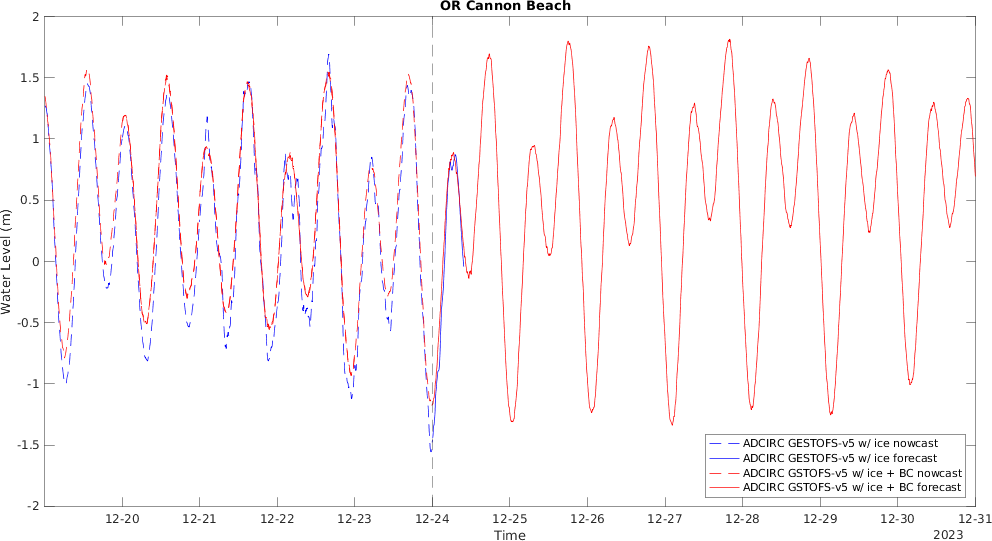 OR Cannon Beach
2
1.5
1
0.5
0
-0.5
-1
-1.5
-2
Water Level (m)
12-20 12-21 12-22 12-23 12-24 12-25 12-26 12-27 12-28 12-29 12-30 12-31
Time
2023
ADCIRC GESTOFS-v5 w/ ice nowcast
ADCIRC GESTOFS-v5 w/ ice forecast
ADCIRC GSTOFS-v5 w/ ice + BC nowcast
ADCIRC GSTOFS-v5 w/ ice + BC forecast